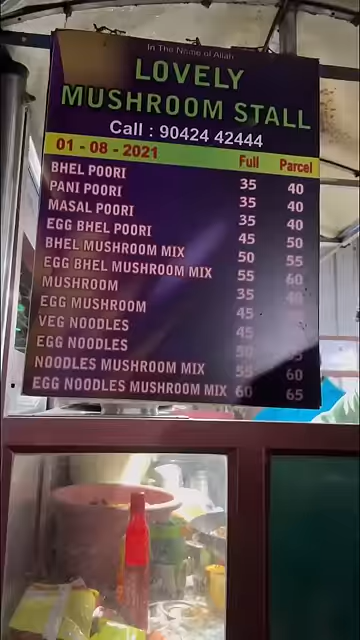 In The Name of Allah
LOVELY
MUSHROOM STALL
Call : 90424 42444
01 - 08 - 2021 Full Parcel
BHEL POORI 35 40
PANI POORI 35 40
MASAL POORI 35 40
EGG BHEL POORI 45 50
BHEL MUSHROOM MIX 50 55
EGG BHEL MUSHROOM MIX 55 60
MUSHROOM 35 40
EGG MUSHROOM 45
VEG NOODLES 45
EGG NOODLES 50 55
NOODLES MUSHROOM MIX 55 60
EGG NOODLES MUSHROOM MIX 60 65